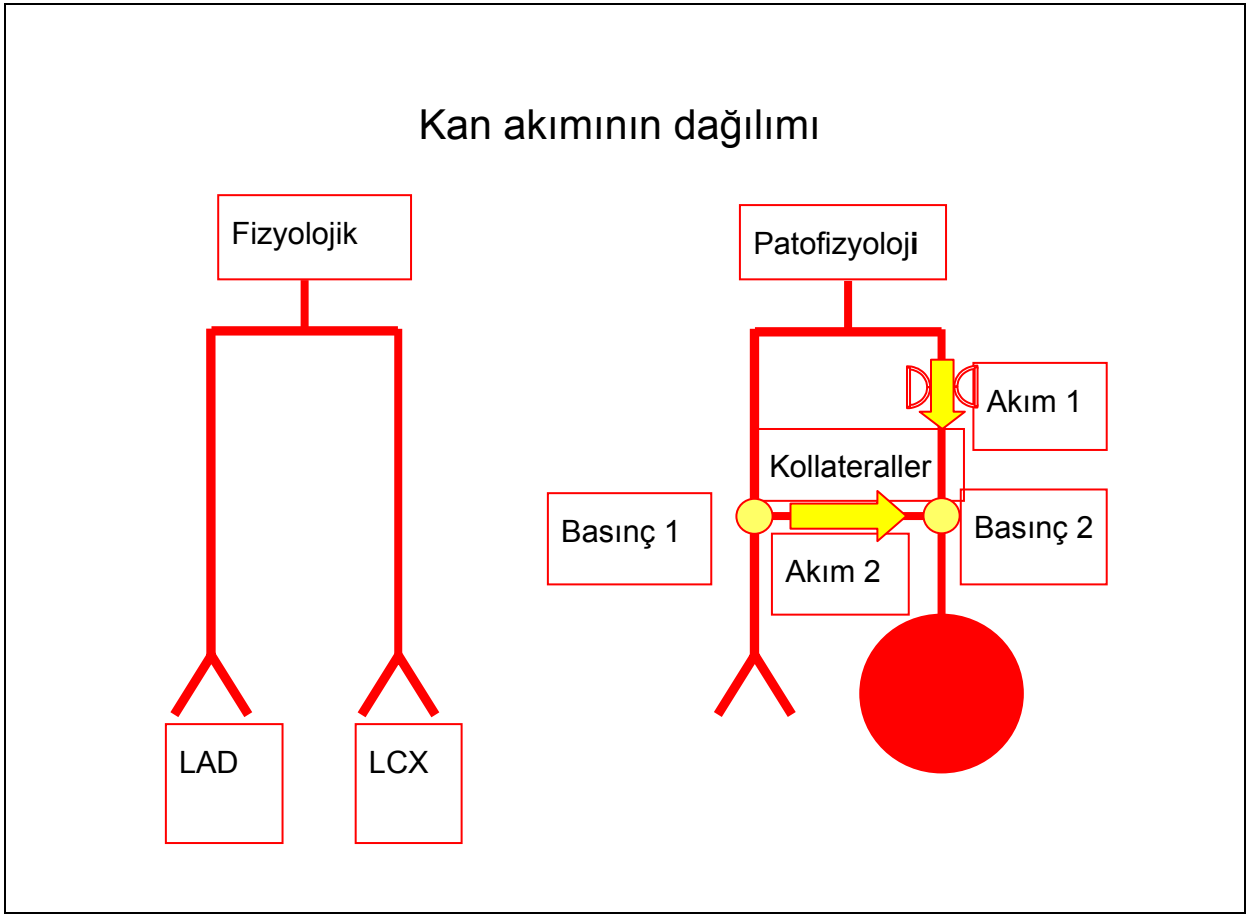 Kan akımının dağılımı
Fizyolojik
Patofizyoloji
Akım 1
Kollateraller
Basınç 1
Basınç 2
Akım 2
LAD
LCX